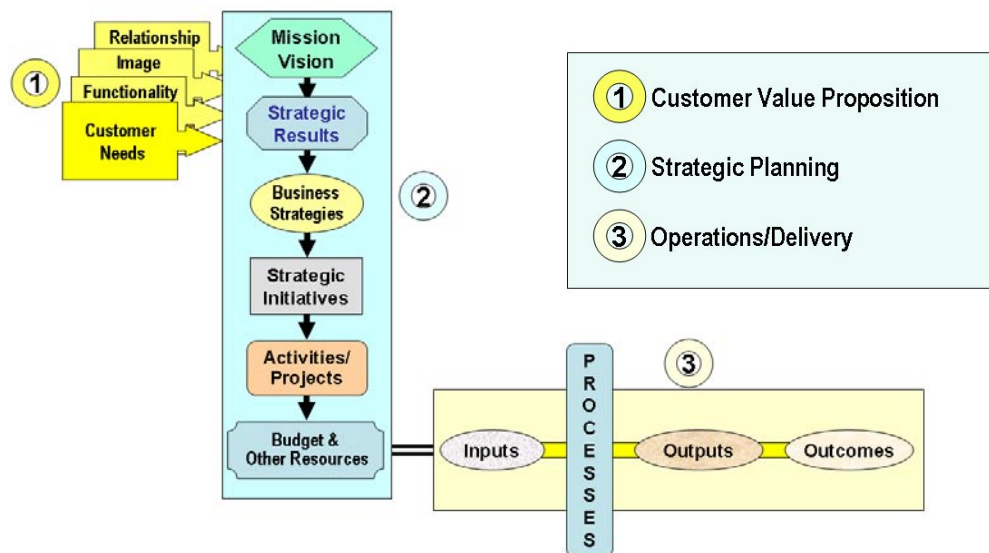 Relationship
Image
Functionality
Customer
Needs
1
Mission
Vision
Strategic
Results
Business
Strategies
2
Strategic
Initiatives
Activities/
Projects
Budget &
Other Resources
1 Customer Value Proposition
2 Strategic Planning
3 Operations/Delivery
3
PROCESSES
Inputs
Outputs
Outcomes